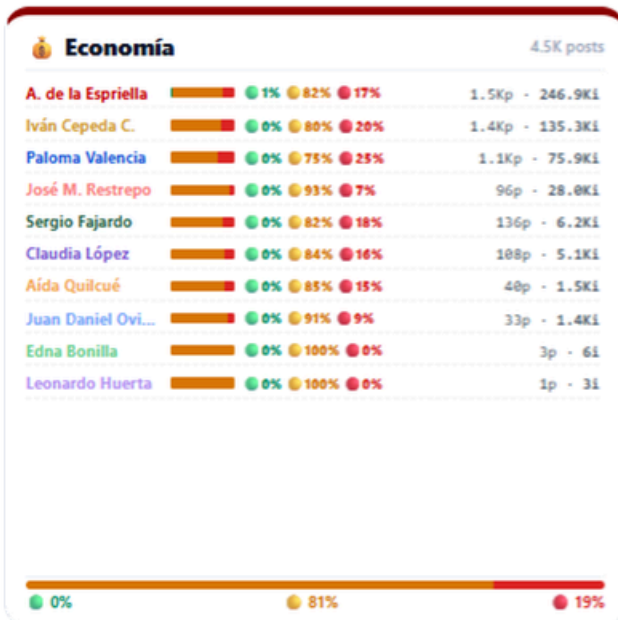 Economía 4.5K posts
A. de la Espriella 1% 82% 17% 1.5Kp · 246.9Ki
Iván Cepeda C. 0% 80% 20% 1.4Kp · 135.3Ki
Paloma Valencia 0% 75% 25% 1.1Kp · 75.9Ki
José M. Restrepo 0% 93% 7% 96p · 28.0Ki
Sergio Fajardo 0% 82% 18% 136p · 6.2Ki
Claudia López 0% 84% 16% 108p · 5.1Ki
Aída Quilcué 0% 85% 15% 40p · 1.5Ki
Juan Daniel Ovi... 0% 91% 9% 33p · 1.4Ki
Edna Bonilla 0% 100% 0% 3p · 6i
Leonardo Huerta 0% 100% 0% 1p · 3i
0% 81% 19%